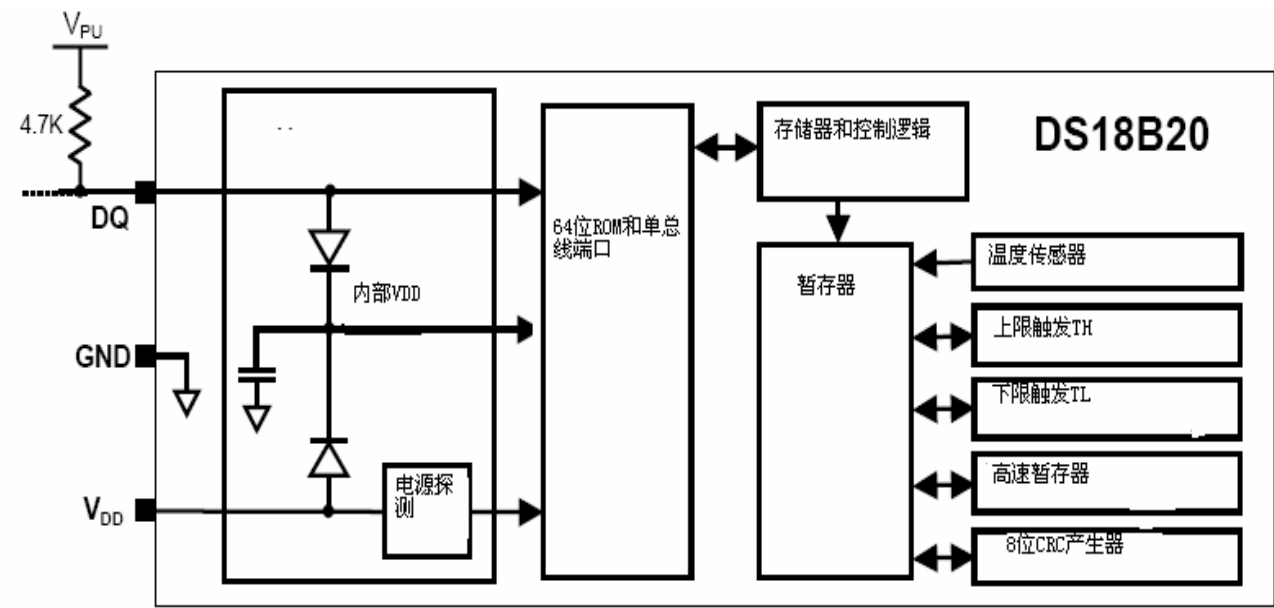 VPU
4.7K
DQ
GND
VDD
内部VDD
电源探
测
64位ROM和单总
线端口
存储器和控制逻辑
DS18B20
暂存器
温度传感器
上限触发TH
下限触发TL
高速暂存器
8位CRC产生器